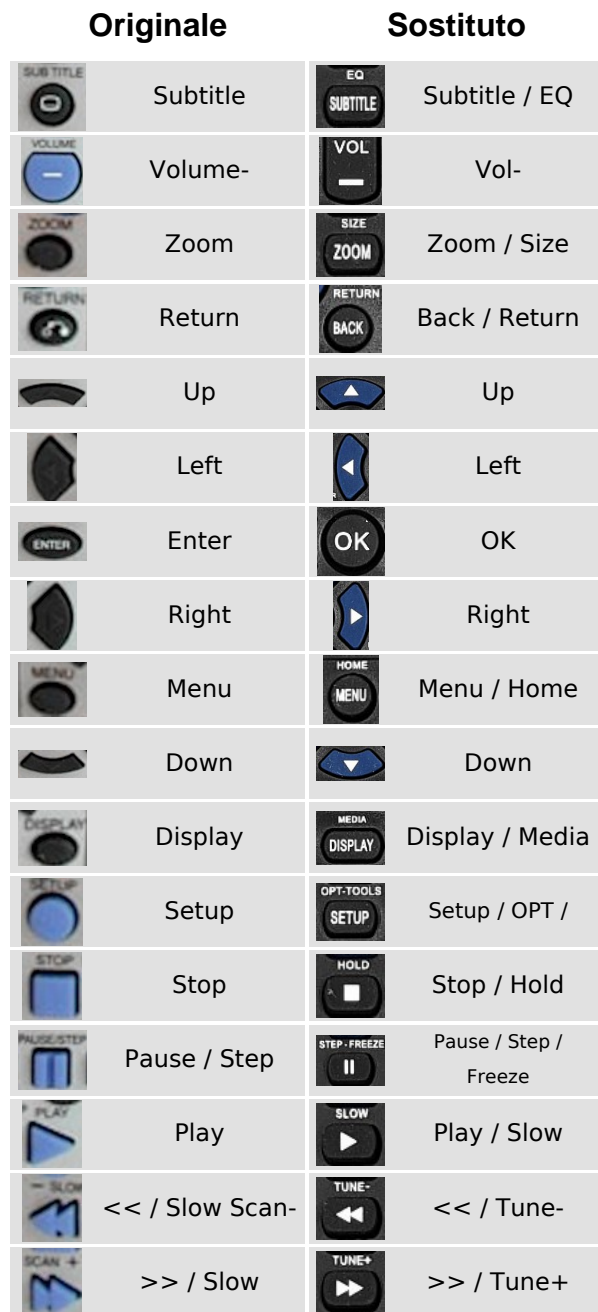 Originale Sostituto
SUB TITLE Subtitle EQ SUBTITLE Subtitle / EQ
VOLUME Volume- VOL Vol-
ZOOM Zoom SIZE ZOOM Zoom / Size
RETURN Return RETURN BACK Back / Return
Up Up
Left Left
ENTER Enter OK OK
Right Right
MENU Menu HOME MENU Menu / Home
Down Down
DISPLAY Display MEDIA DISPLAY Display / Media
SETUP Setup OPT-TOOLS SETUP Setup / OPT /
STOP Stop HOLD Stop / Hold
PAUSE/STEP Pause / Step STEP-FREEZE Pause / Step /
Freeze
PLAY Play SLOW Play / Slow
– SLOW << / Slow Scan- TUNE- << / Tune-
SCAN + >> / Slow TUNE+ >> / Tune+